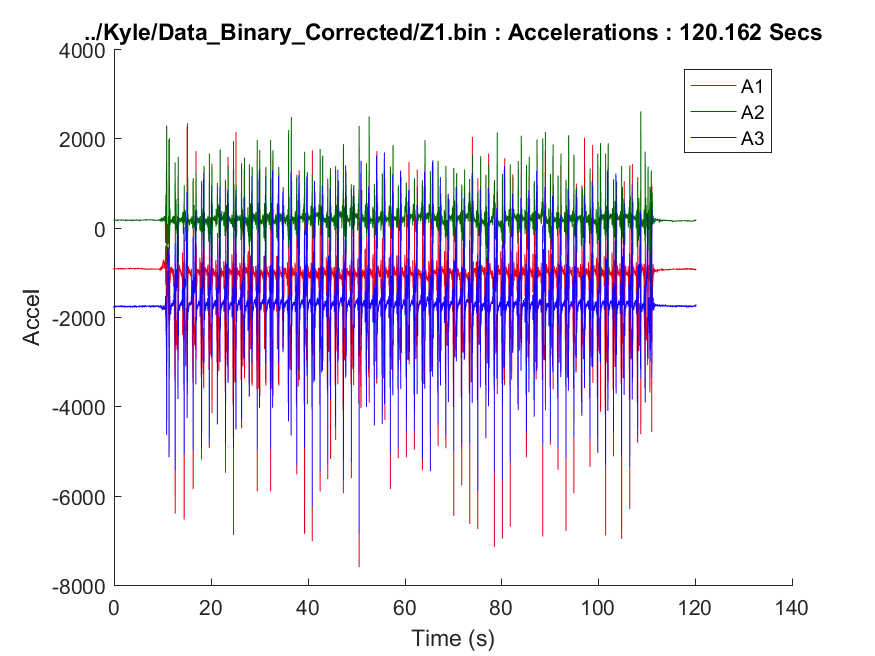 ../Kyle/Data_Binary_Corrected/Z1.bin : Accelerations : 120.162 Secs
4000
2000
0
-2000
-4000
-6000
-8000
Accel
A1
A2
A3
0 20 40 60 80 100 120 140
Time (s)